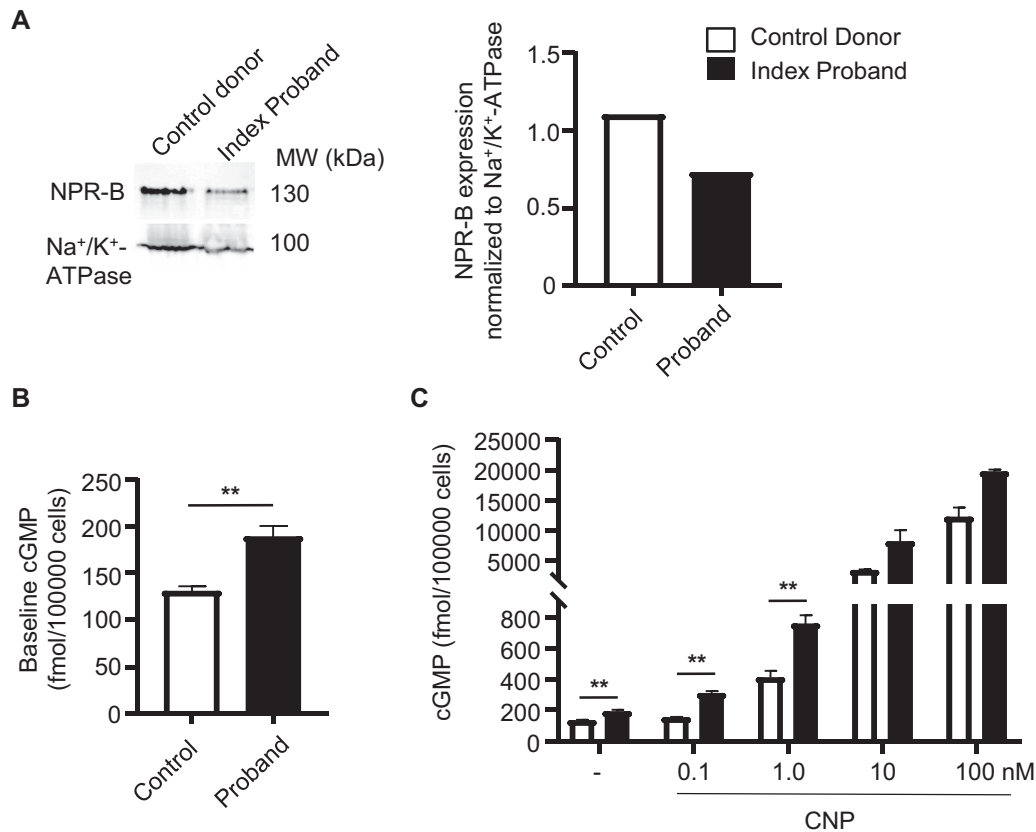 A
Control donor
Index Proband
MW (kDa)
NPR-B
130
Na⁺/K⁺-
ATPase
100
NPR-B expression
normalized to Na⁺/K⁺-ATPase
1.5
1.0
0.5
0
Control
Proband
Control Donor
Index Proband
B
Baseline cGMP
(fmol/100000 cells)
250
200
150
100
50
0
**
Control
Proband
C
cGMP (fmol/100000 cells)
25000
20000
15000
10000
5000
800
600
400
200
0
**
**
**
- 0.1 1.0 10 100 nM
CNP